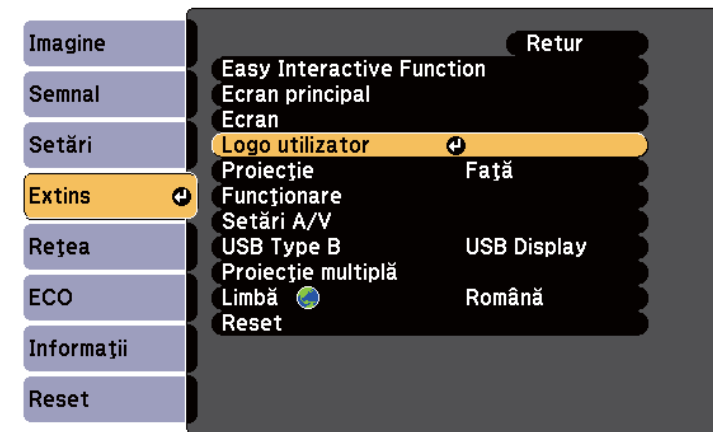 Imagine
Semnal
Setări
Extins
Reţea
ECO
Informaţii
Reset
Retur
Easy Interactive Function
Ecran principal
Ecran
Logo utilizator
Proiecţie Faţă
Funcţionare
Setări A/V
USB Type B USB Display
Proiecţie multiplă
Limbă Română
Reset